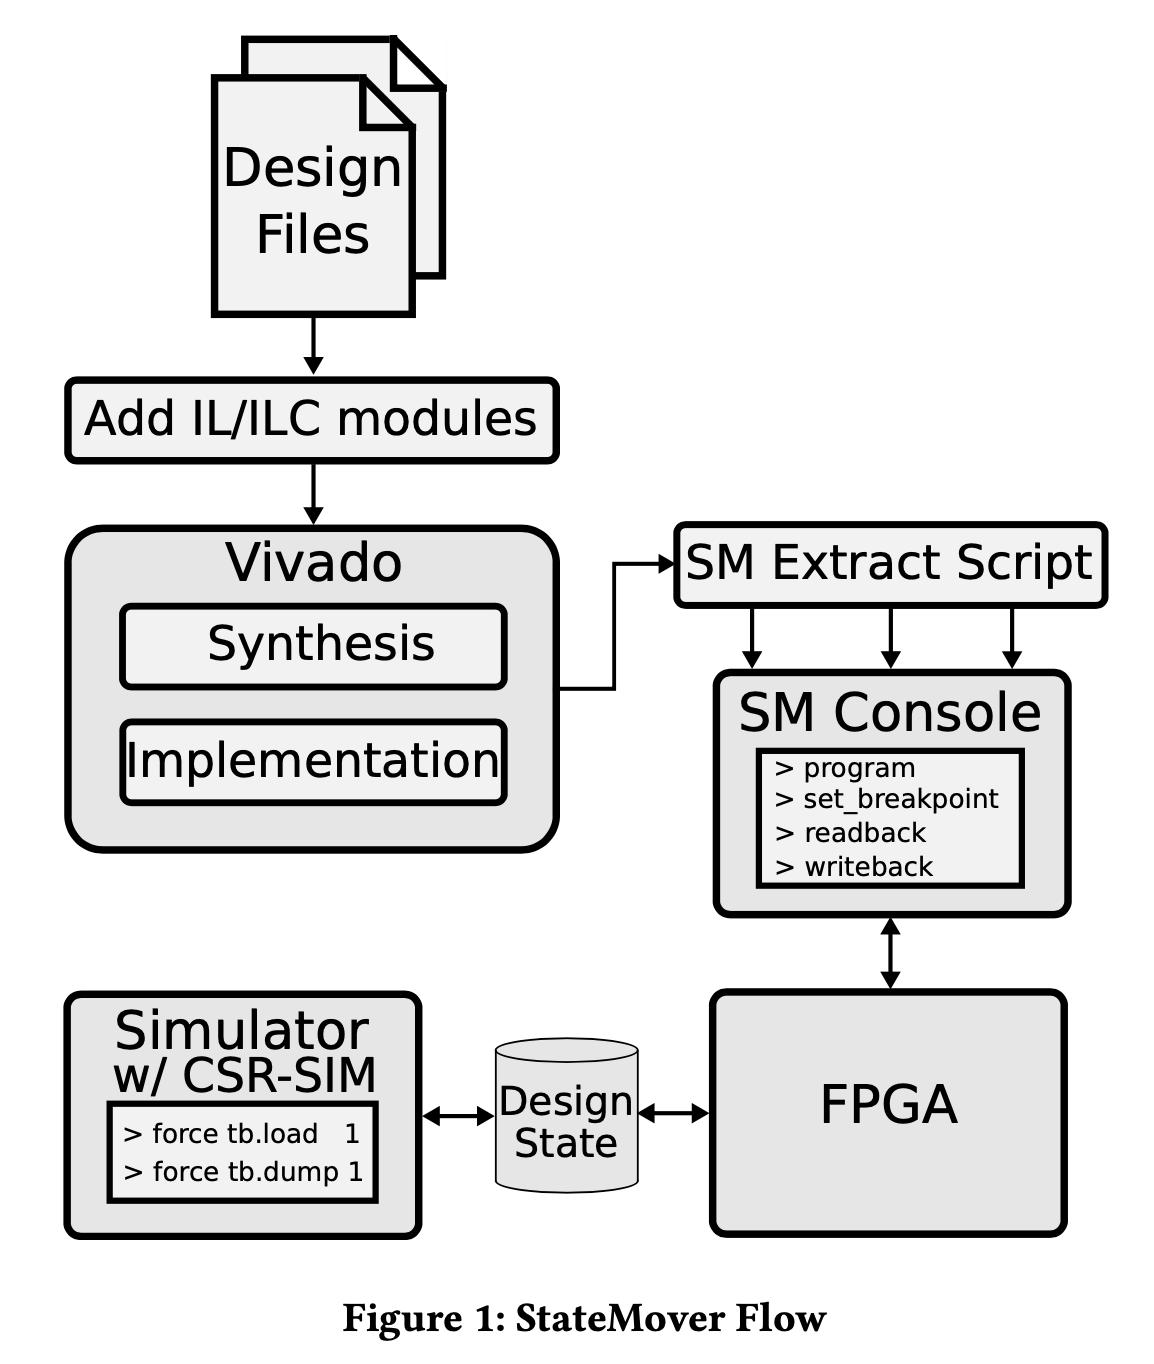 Design
Files
Add IL/ILC modules
Vivado
Synthesis
Implementation
SM Extract Script
SM Console
> program
> set_breakpoint
> readback
> writeback
Simulator
w/ CSR-SIM
> force tb.load 1
> force tb.dump 1
Design
State
FPGA
Figure 1: StateMover Flow